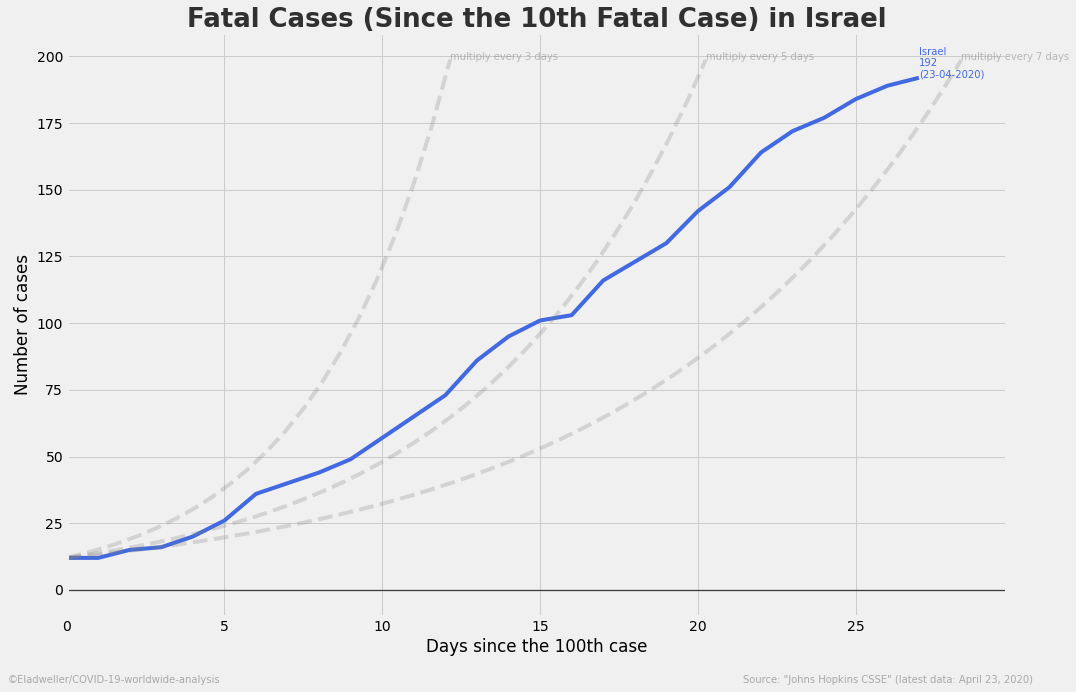 Fatal Cases (Since the 10th Fatal Case) in Israel
multiply every 3 days
multiply every 5 days
Israel
192
(23-04-2020)
multiply every 7 days
200
175
150
125
100
75
50
25
0
Number of cases
0 5 10 15 20 25
Days since the 100th case
©Eladweller/COVID-19-worldwide-analysis
Source: "Johns Hopkins CSSE" (latest data: April 23, 2020)